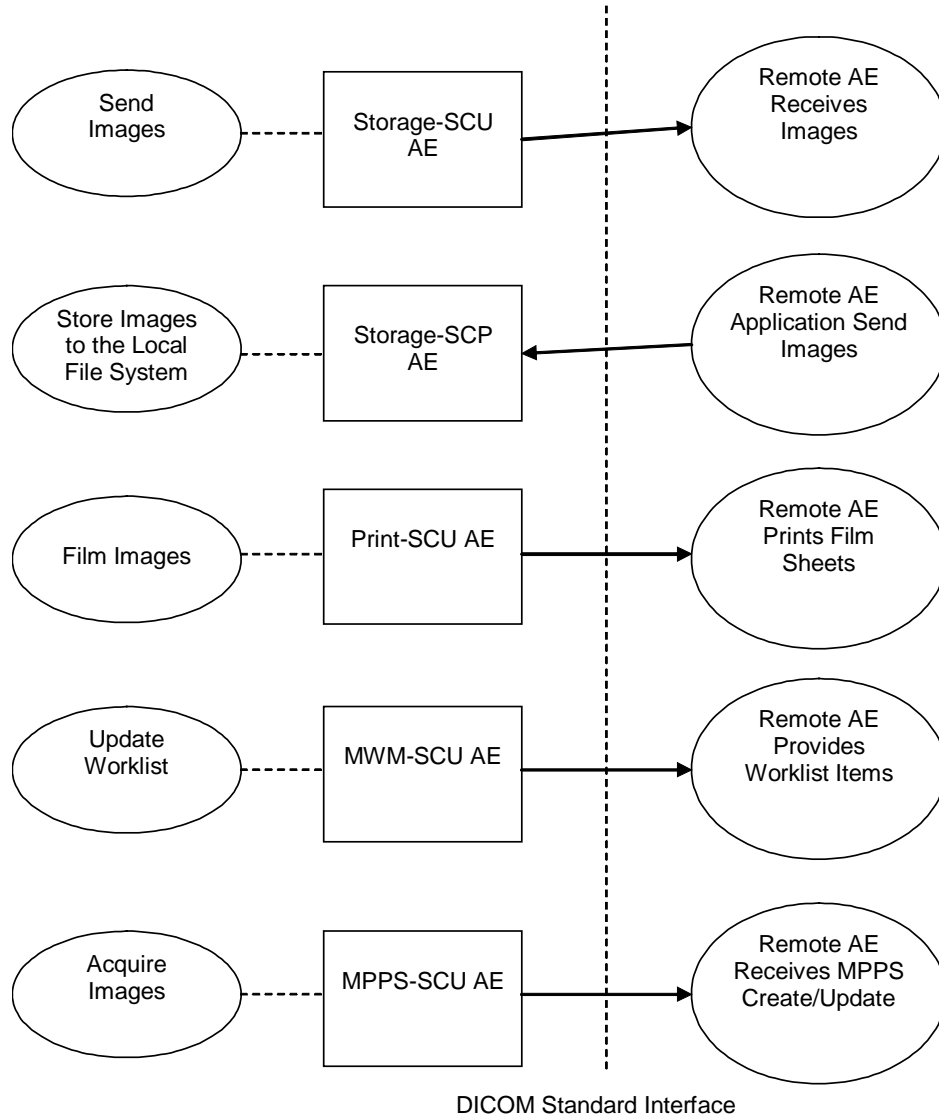 Send
Images
Storage-SCU
AE
Remote AE
Receives
Images
Store Images
to the Local
File System
Storage-SCP
AE
Remote AE
Application Send
Images
Film Images
Print-SCU AE
Remote AE
Prints Film
Sheets
Update
Worklist
MWM-SCU AE
Remote AE
Provides
Worklist Items
Acquire
Images
MPPS-SCU AE
Remote AE
Receives MPPS
Create/Update
DICOM Standard Interface